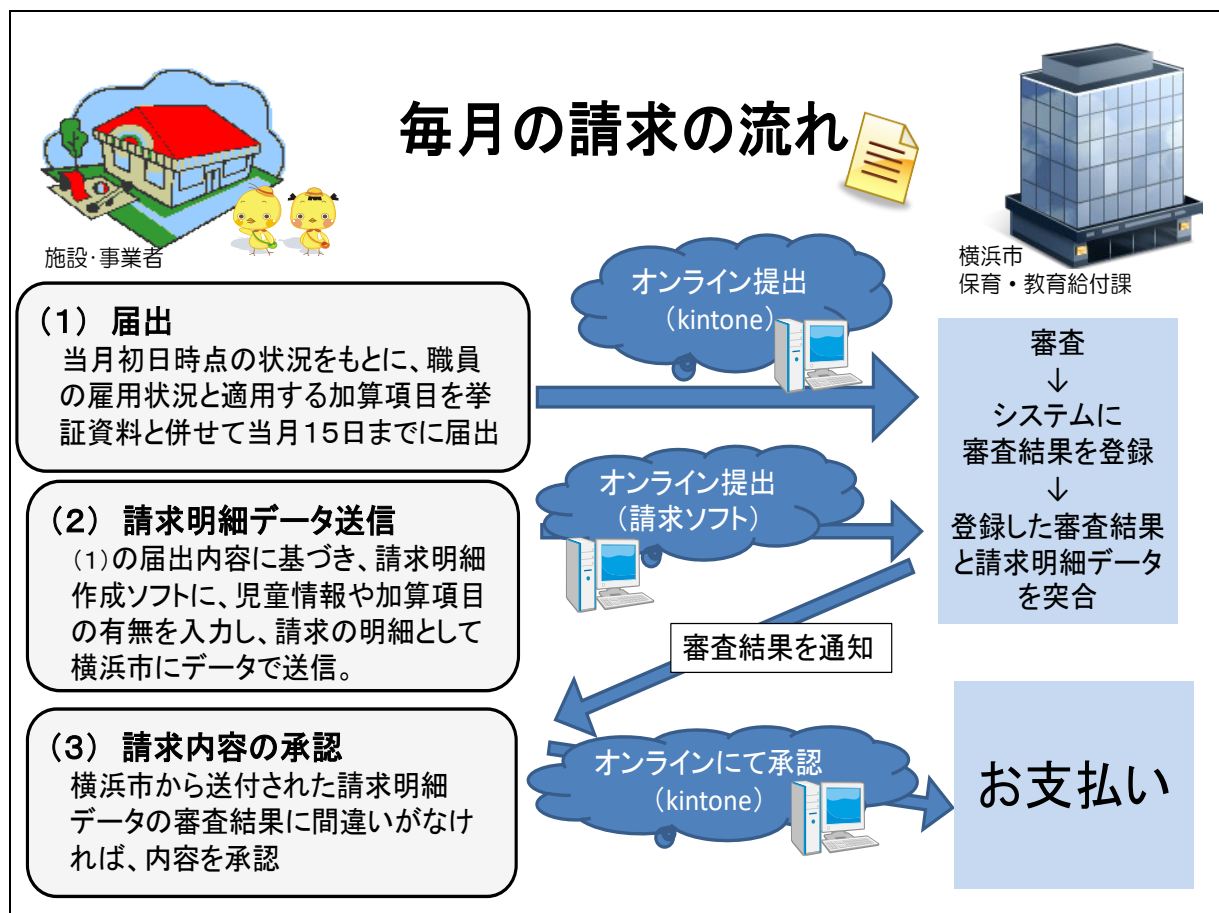 毎月の請求の流れ
施設・事業者
横浜市
保育・教育給付課
(1) 届出
当月初日時点の状況をもとに、職員
の雇用状況と適用する加算項目を挙
証資料と併せて当月15日までに届出
オンライン提出
(kintone)
審査
↓
システムに
審査結果を登録
↓
登録した審査結果
と請求明細データ
を突合
(2) 請求明細データ送信
(1)の届出内容に基づき、請求明細
作成ソフトに、児童情報や加算項目
の有無を入力し、請求の明細として
横浜市にデータで送信。
オンライン提出
(請求ソフト)
審査結果を通知
(3) 請求内容の承認
横浜市から送付された請求明細
データの審査結果に間違いがなけ
れば、内容を承認
オンラインにて承認
(kintone)
お支払い